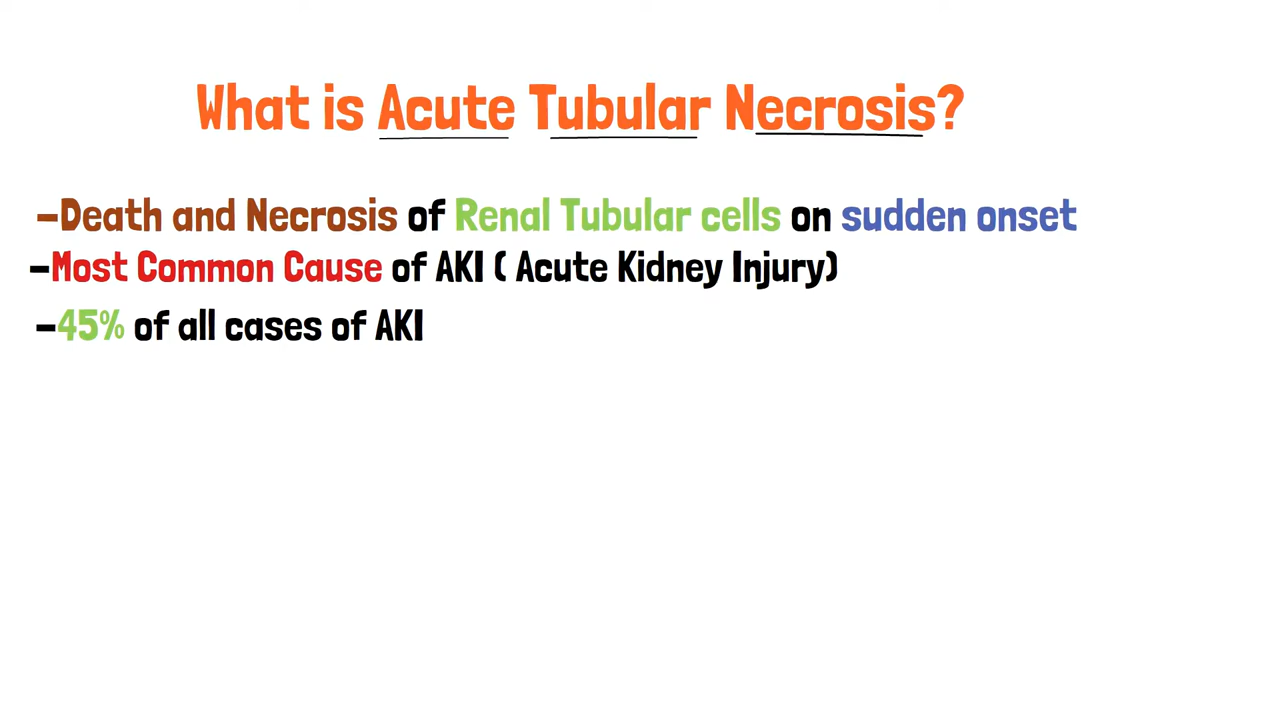 What is Acute Tubular Necrosis?
-Death and Necrosis of Renal Tubular cells on sudden onset
-Most Common Cause of AKI ( Acute Kidney Injury)
-45% of all cases of AKI